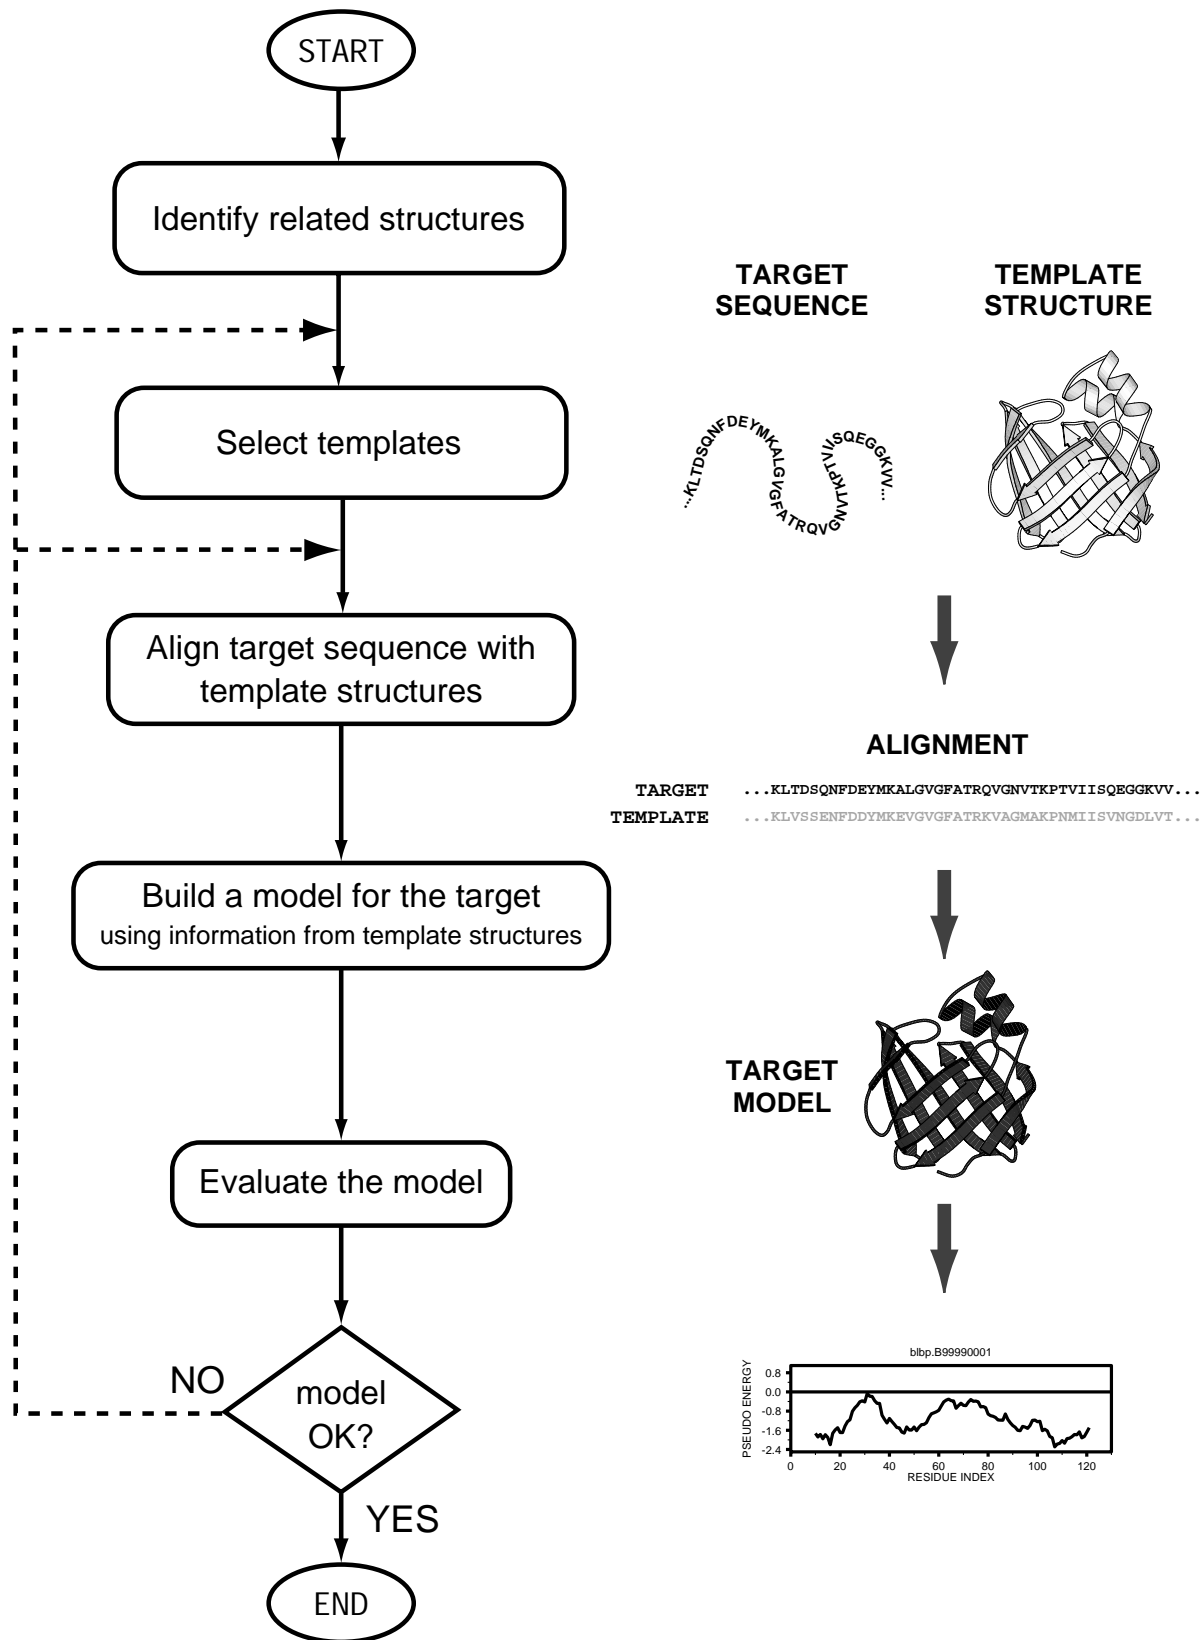 START
Identify related structures
Select templates
Align target sequence with
template structures
Build a model for the target
using information from template structures
Evaluate the model
NO
model
OK?
YES
END
TARGET
SEQUENCE
TEMPLATE
STRUCTURE
...KLTDSQNFDEYMKALGVGFATRQVGNVTKPTVIISQEGGKVV...
ALIGNMENT
TARGET ...KLTDSQNFDEYMKALGVGFATRQVGNVTKPTVIISQEGGKVV...
TEMPLATE ...KLVSSENFDDYMKEVGVGFATRKVAGMAKPNMIISVNGDLVT...
TARGET
MODEL
blbp.B99990001
PSEUDO ENERGY
0.8
0.0
-0.8
-1.6
-2.4
0 20 40 60 80 100 120
RESIDUE INDEX